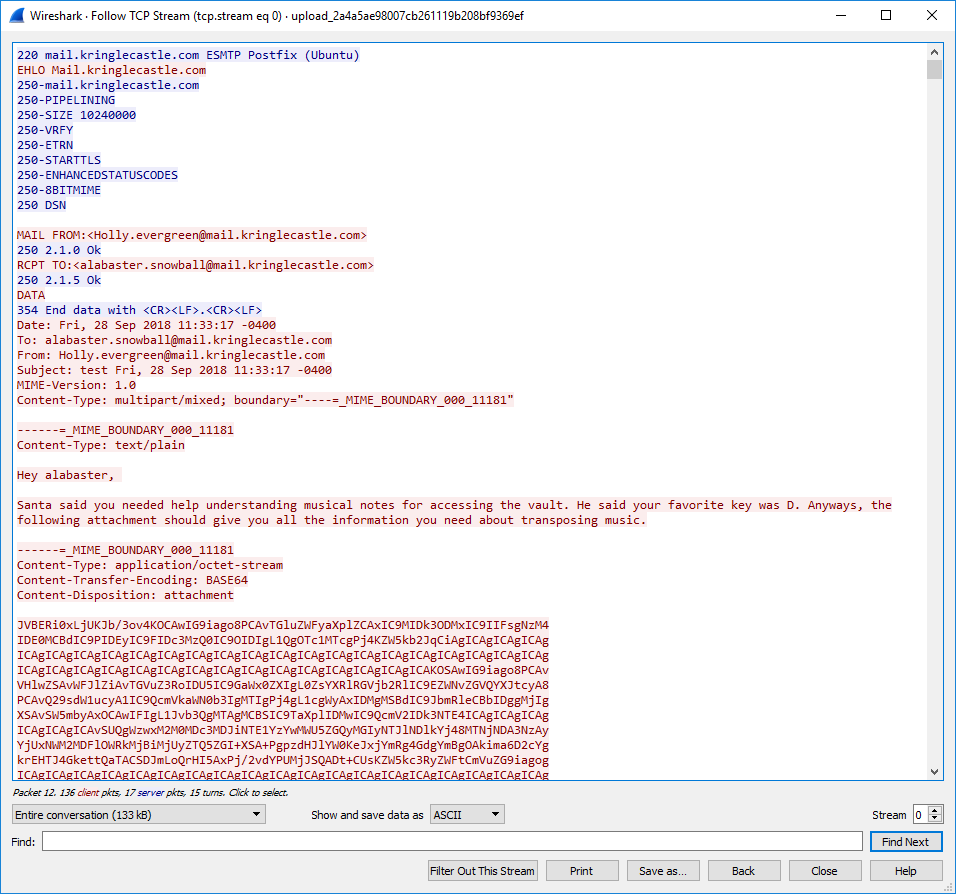 Wireshark · Follow TCP Stream (tcp.stream eq 0) · upload_2a4a5ae98007cb261119b208bf9369ef
220 mail.kringlecastle.com ESMTP Postfix (Ubuntu)
EHLO Mail.kringlecastle.com
250-mail.kringlecastle.com
250-PIPELINING
250-SIZE 10240000
250-VRFY
250-ETRN
250-STARTTLS
250-ENHANCEDSTATUSCODES
250-8BITMIME
250 DSN
MAIL FROM:<Holly.evergreen@mail.kringlecastle.com>
250 2.1.0 Ok
RCPT TO:<alabaster.snowball@mail.kringlecastle.com>
250 2.1.5 Ok
DATA
354 End data with <CR><LF>.<CR><LF>
Date: Fri, 28 Sep 2018 11:33:17 -0400
To: alabaster.snowball@mail.kringlecastle.com
From: Holly.evergreen@mail.kringlecastle.com
Subject: test Fri, 28 Sep 2018 11:33:17 -0400
MIME-Version: 1.0
Content-Type: multipart/mixed; boundary="----=_MIME_BOUNDARY_000_11181"
------=_MIME_BOUNDARY_000_11181
Content-Type: text/plain
Hey alabaster,
Santa said you needed help understanding musical notes for accessing the vault. He said your favorite key was D. Anyways, the
following attachment should give you all the information you need about transposing music.
------=_MIME_BOUNDARY_000_11181
Content-Type: application/octet-stream
Content-Transfer-Encoding: BASE64
Content-Disposition: attachment
JVBERi0xLjUKJb/3ov4KOCAwIG9iago8PCAvTGluZWFyaXplZCAxIC9MIDk3ODMxIC9IIFsgNzM4
IDE0MCBdIC9PIDEyIC9FIDc3MzQ0IC9OIDIgL1QgOTc1MTcgPj4KZW5kb2JqCiAgICAgICAgICAg
ICAgICAgICAgICAgICAgICAgICAgICAgICAgICAgICAgICAgICAgICAgICAgICAgICAgICAgICAg
ICAgICAgICAgICAgICAgICAgICAgICAgICAgICAgICAgICAgICAgICAgICAKOSAwIG9iago8PCAv
VHlwZSAvWFJlZiAvTGVuZ3RoIDU5IC9GaWx0ZXIgL0ZsYXRlRGVjb2RlIC9EZWNvZGVQYXJtcyA8
PCAvQ29sdW1ucyA1IC9QcmVkaWN0b3IgMTIgPj4gL1cgWyAxIDMgMSBdIC9JbmRleCBbIDggMjIg
XSAvSW5mbyAxOCAwIFIgL1Jvb3QgMTAgMCBSIC9TaXplIDMwIC9QcmV2IDk3NTE4ICAgICAgICAg
ICAgICAgICAvSUQgWzwxM2M0MDc3MDJiNTE1YzYwMWU5ZGQyMGIyNTJlNDlkYj48MTNjNDA3NzAy
YjUxNWM2MDFlOWRkMjBiMjUyZTQ5ZGI+XSA+PgpzdHJlYW0KeJxjYmRg4GdgYmBgOAkima6D2cYg
krEHTJ4GkettQaTACSDJmLoQrHI5AxPj/2vdYPUMjJSQADt+CUsKZW5kc3RyZWFtCmVuZG9iagog
ICAgICAgICAgICAgICAgICAgICAgICAgICAgICAgICAgICAgICAgICAgICAgICAgICAgICAgICAg
Packet 12. 136 client pkts, 17 server pkts, 15 turns. Click to select.
Entire conversation (133 kB) Show and save data as ASCII Stream 0
Find: Find Next
Filter Out This Stream Print Save as... Back Close Help